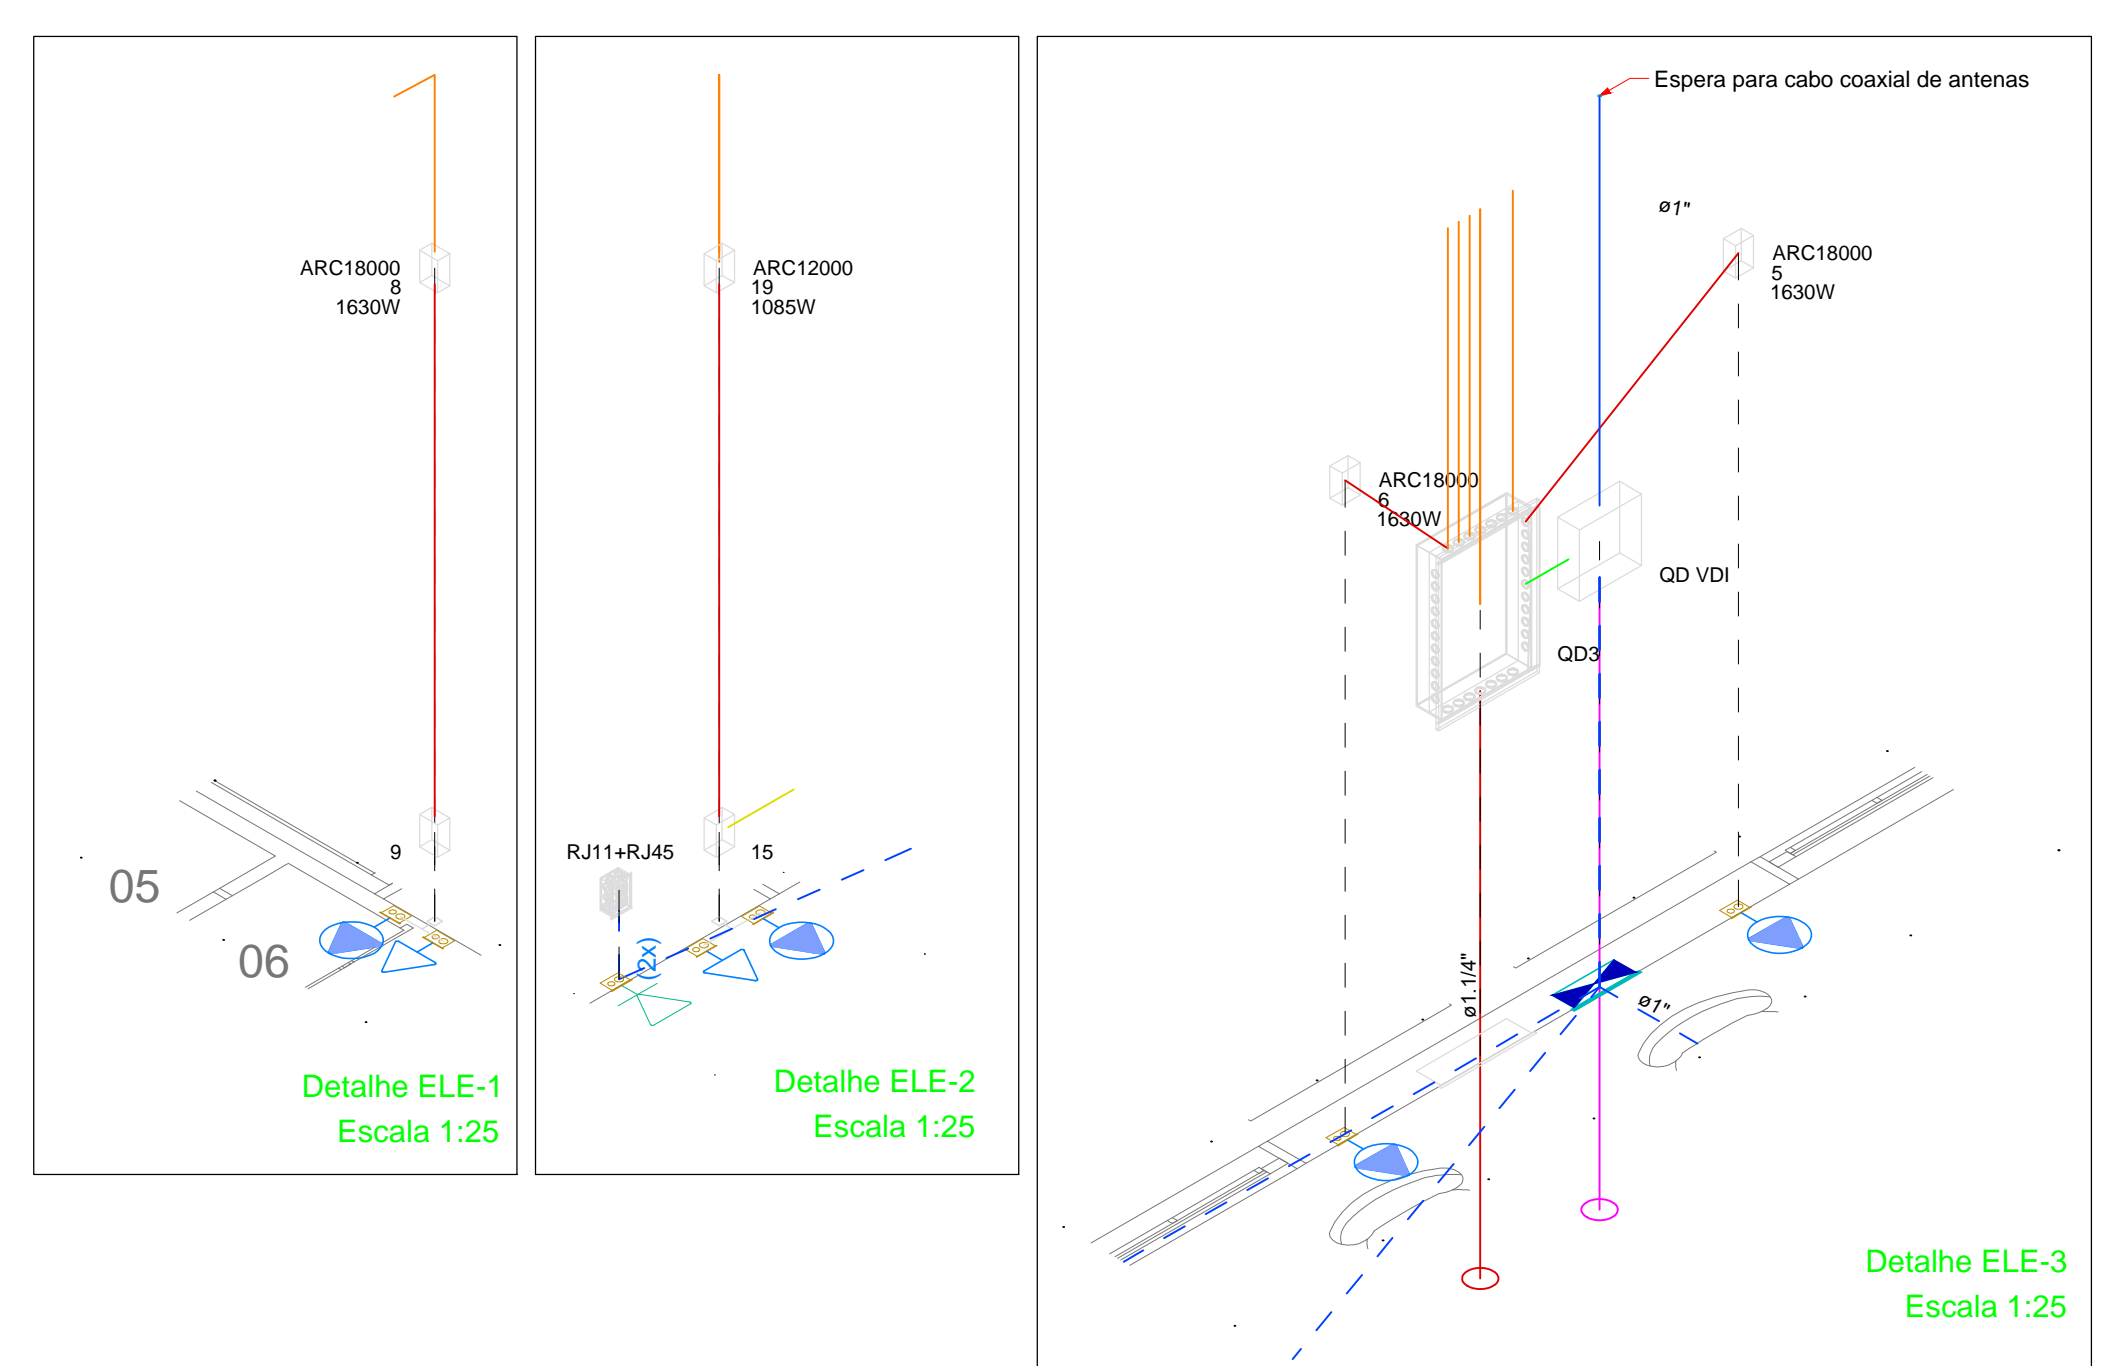 ARC18000
8
1630W
9
05
06
Detalhe ELE-1
Escala 1:25
ARC12000
19
1085W
RJ11+RJ45
15
(2x)
Detalhe ELE-2
Escala 1:25
Espera para cabo coaxial de antenas
ø1"
ARC18000
5
1630W
ARC18000
6
1630W
QD VDI
QD3
ø1.1/4"
ø1"
Detalhe ELE-3
Escala 1:25